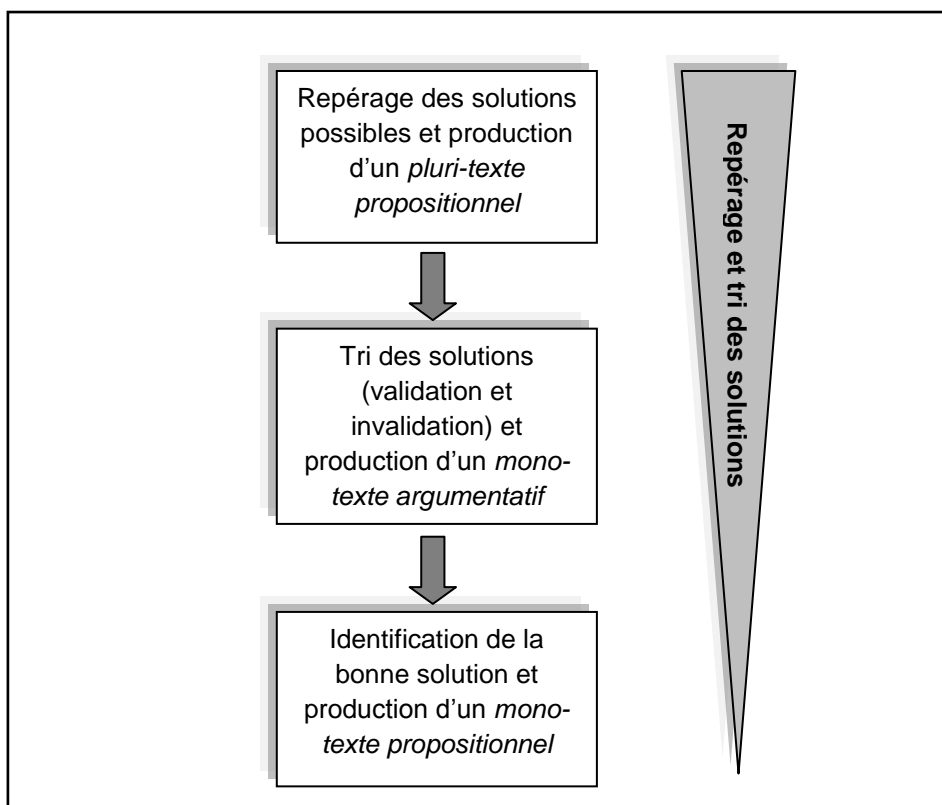 Repérage des solutions
possibles et production
d'un pluri-texte
propositionnel
Repérage et tri des solutions
Tri des solutions
(validation et
invalidation) et
production d'un mono-
texte argumentatif
Identification de la
bonne solution et
production d'un mono-
texte propositionnel